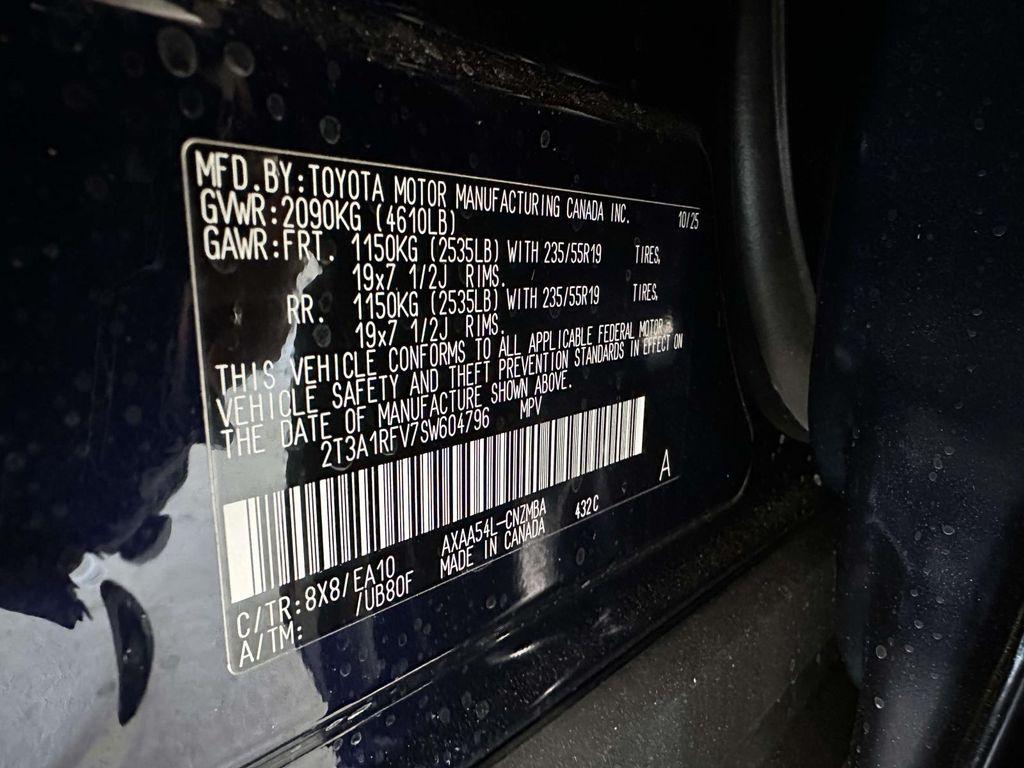 MFD.BY:TOYOTA MOTOR MANUFACTURING CANADA INC. 10/25
GVWR:2090KG (4610LB)
GAWR:FRT. 1150KG (2535LB) WITH 235/55R19 TIRES,
19x7 1/2J RIMS.
RR. 1150KG (2535LB) WITH 235/55R19 TIRES,
19x7 1/2J RIMS.
THIS VEHICLE CONFORMS TO ALL APPLICABLE FEDERAL MOTOR
VEHICLE SAFETY AND THEFT PREVENTION STANDARDS IN EFFECT ON
THE DATE OF MANUFACTURE SHOWN ABOVE.
2T3A1RFV7SW604796 MPV
A
C/TR:8X8/EA10 AXAA54L-CNZMBA 432C
/UB80F MADE IN CANADA
A/TM: